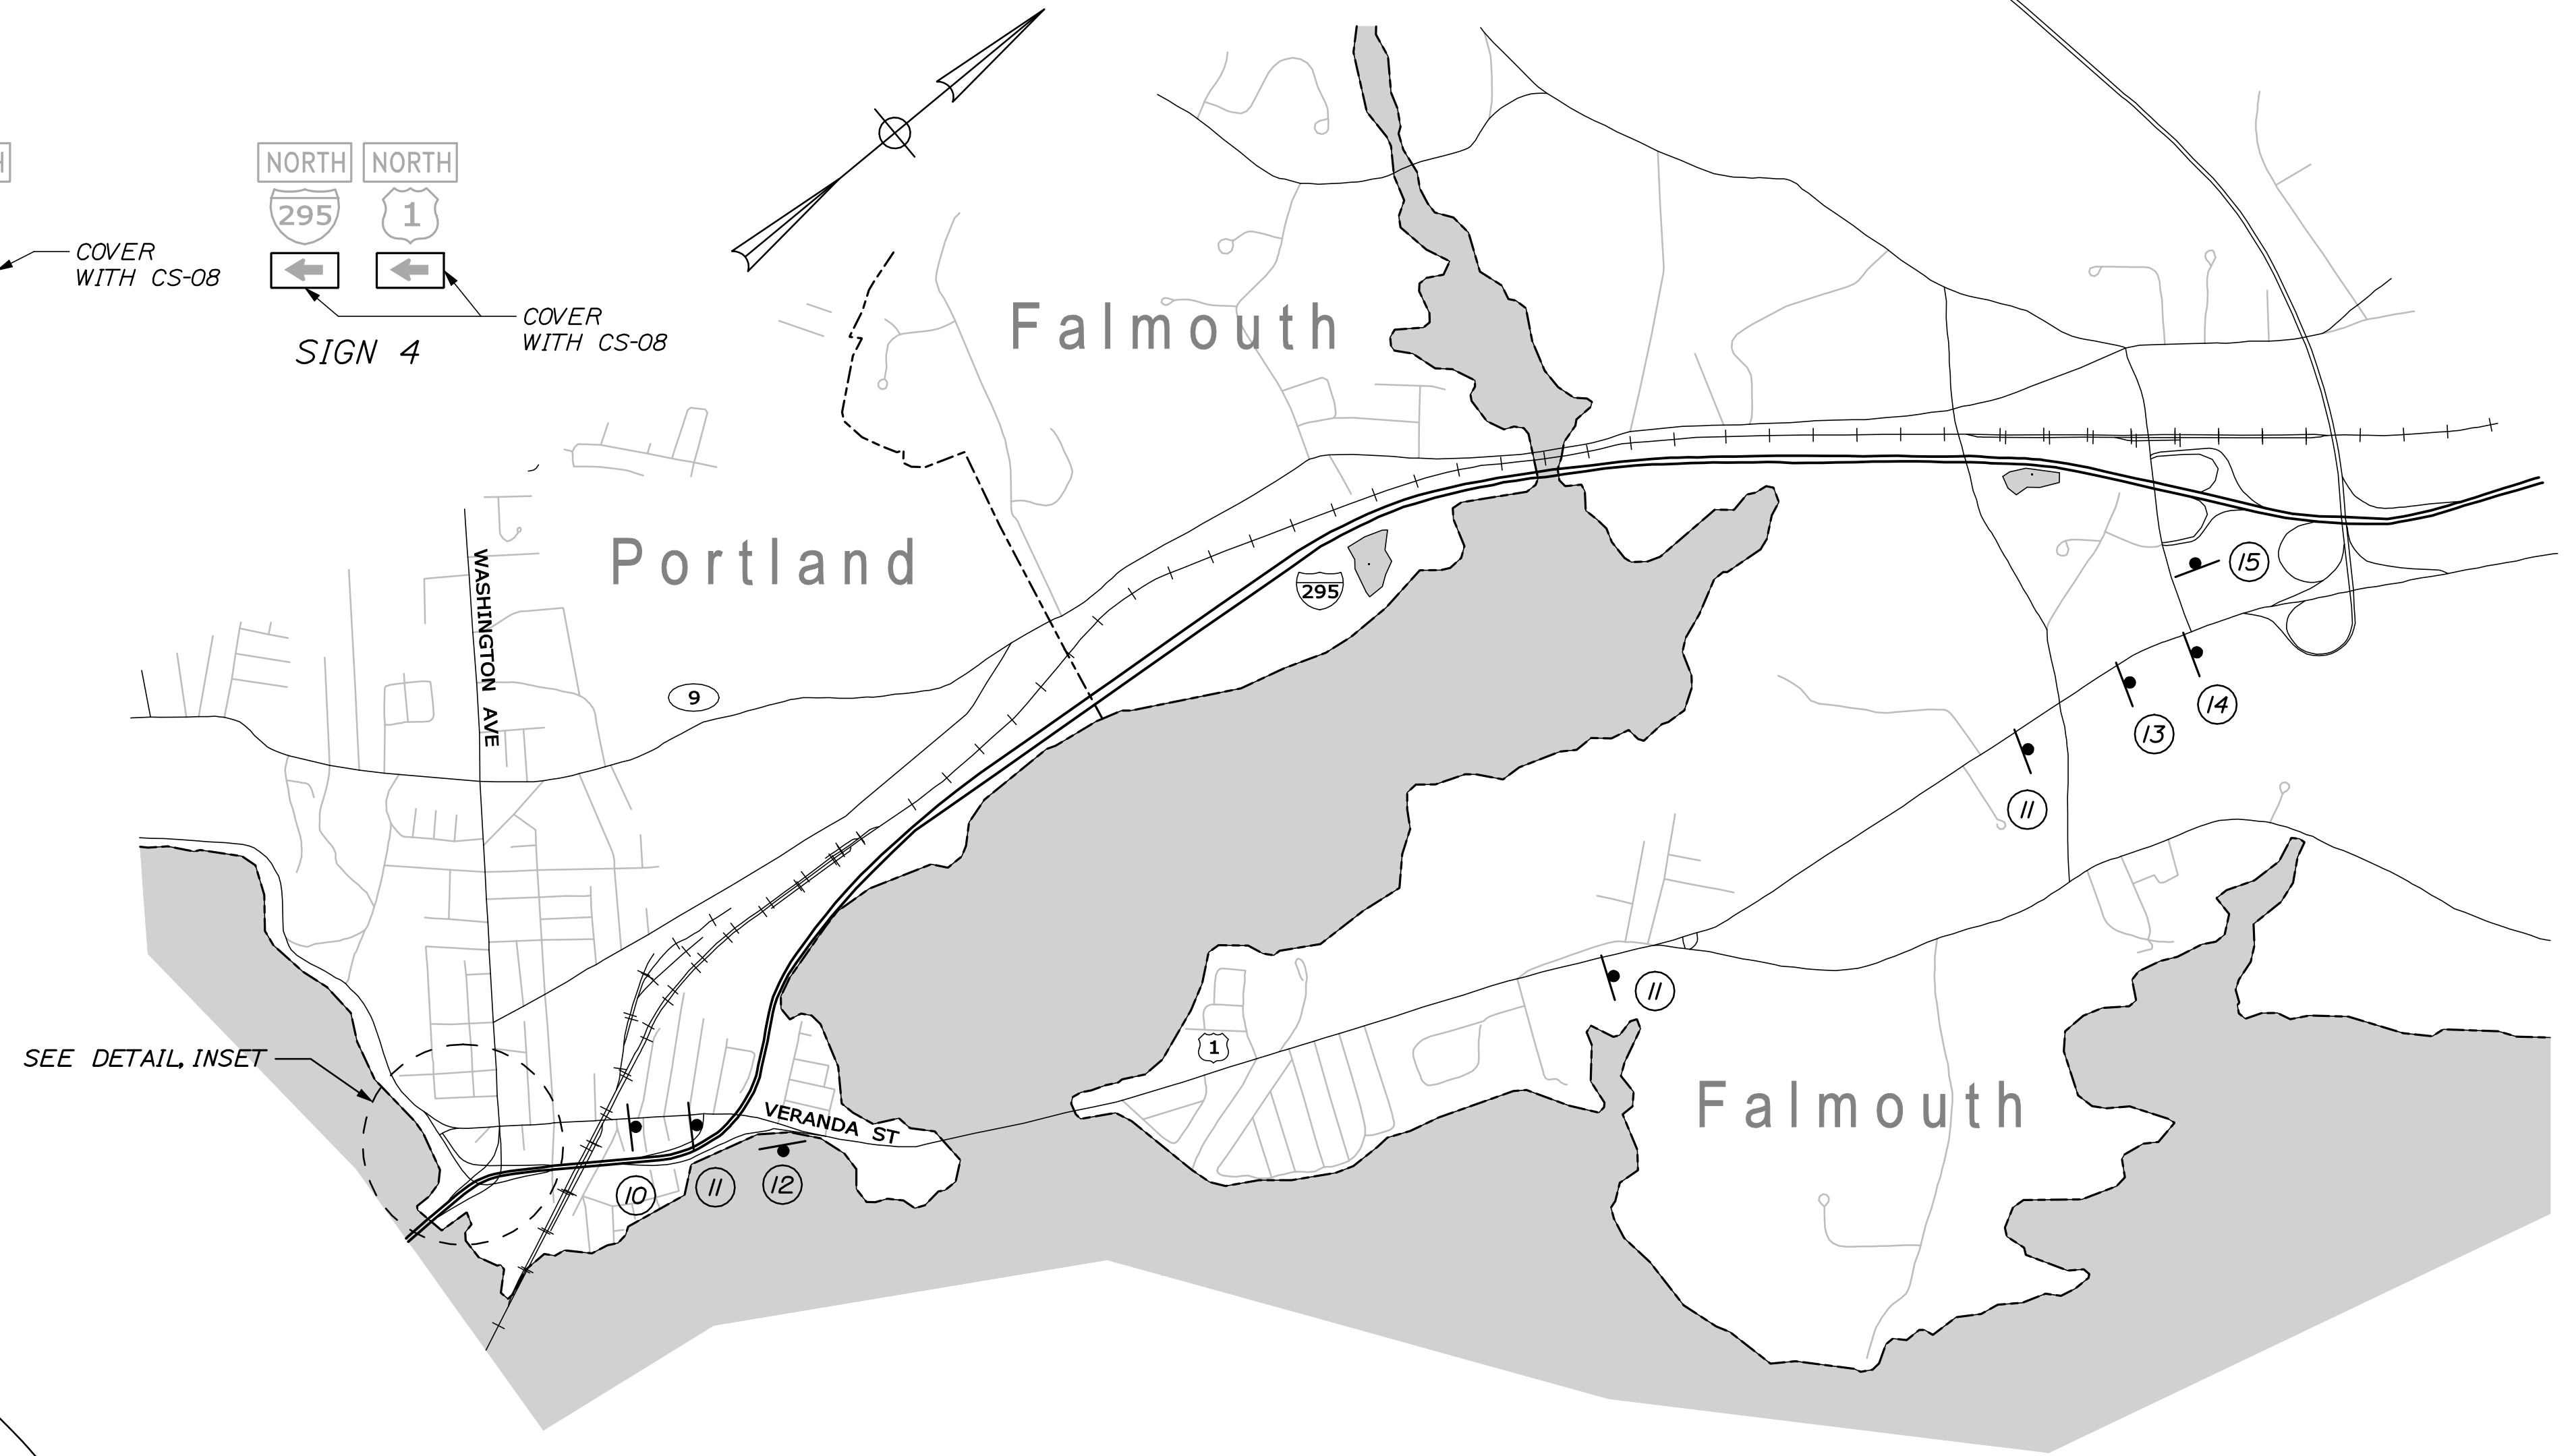 NORTH NORTH
295 1
COVER
WITH CS-08
COVER
WITH CS-08
SIGN 4
Falmouth
Portland
WASHINGTON AVE
295
15
9
14
13
11
11
1
SEE DETAIL, INSET
Falmouth
VERANDA ST
10
11
12